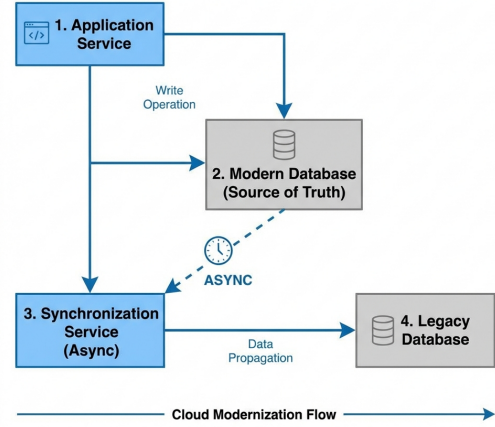 1. Application
Service
Write
Operation
2. Modern Database
(Source of Truth)
ASYNC
3. Synchronization
Service
(Async)
Data
Propagation
4. Legacy
Database
Cloud Modernization Flow